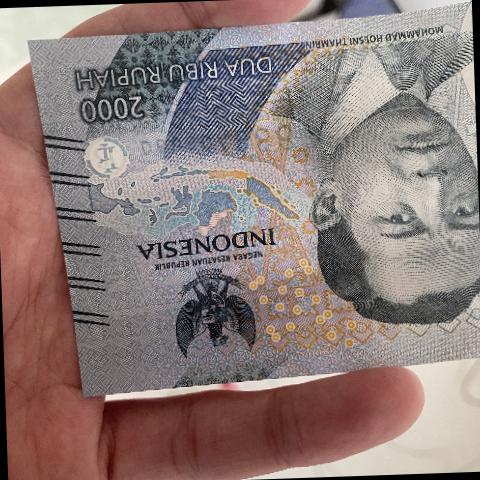 NEGARA KESATUAN REPUBLIK
INDONESIA
2000
DUA RIBU RUPIAH
MOHAMMAD HOESNI THAMRIN